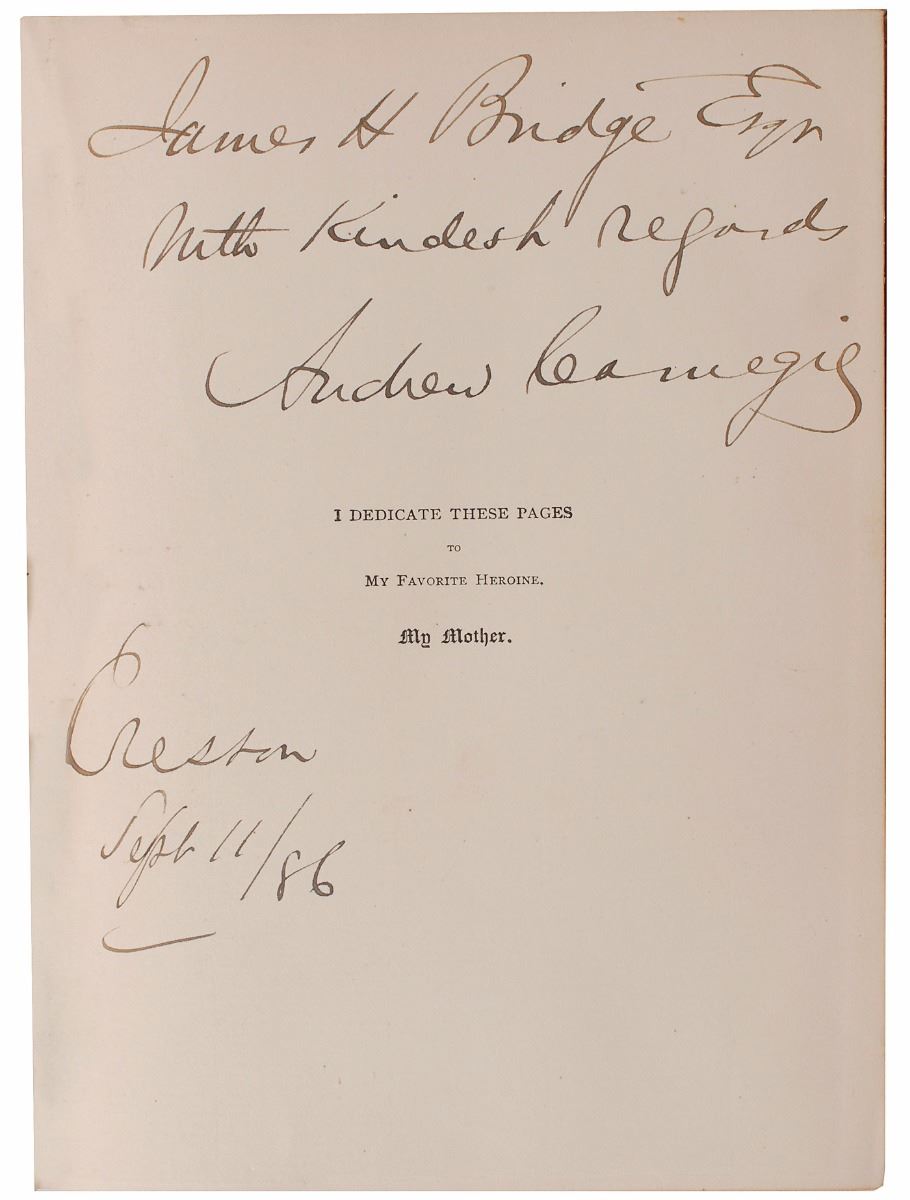 James H Bridge Esqr
With Kindest regards
Andrew Carnegie
I DEDICATE THESE PAGES
TO
MY FAVORITE HEROINE.
My Mother.
Cresson
Sept 11/86